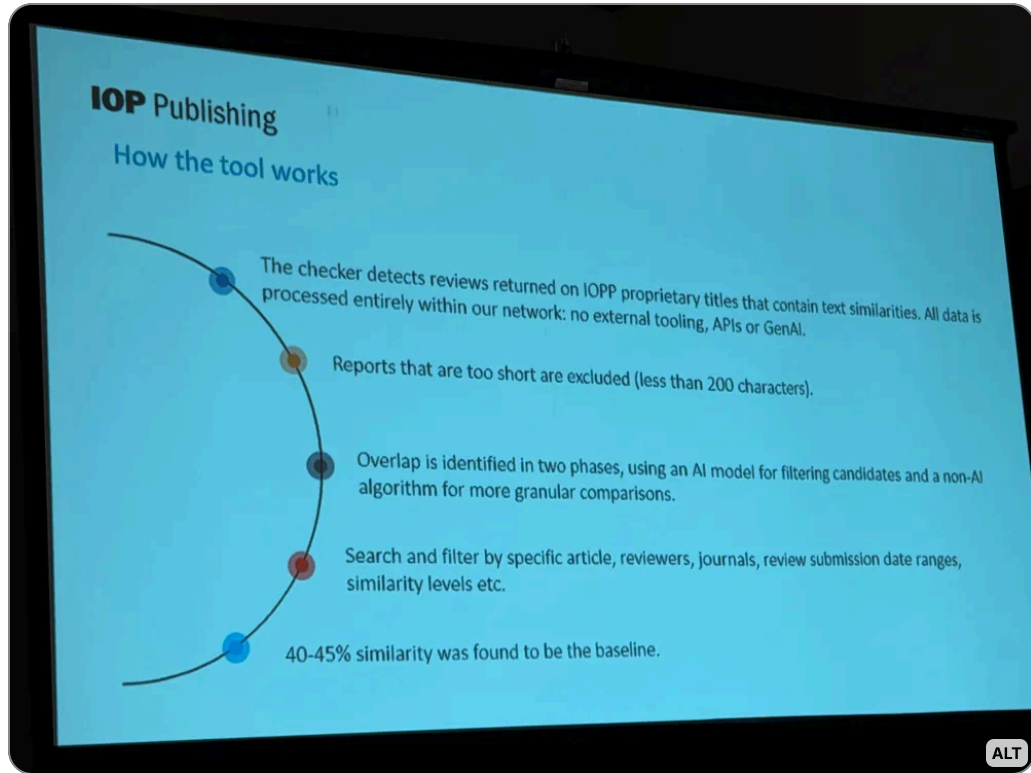 IOP Publishing
How the tool works
The checker detects reviews returned on IOPP proprietary titles that contain text similarities. All data is
processed entirely within our network: no external tooling, APIs or GenAI.
Reports that are too short are excluded (less than 200 characters).
Overlap is identified in two phases, using an AI model for filtering candidates and a non-AI
algorithm for more granular comparisons.
Search and filter by specific article, reviewers, journals, review submission date ranges,
similarity levels etc.
40-45% similarity was found to be the baseline.
ALT